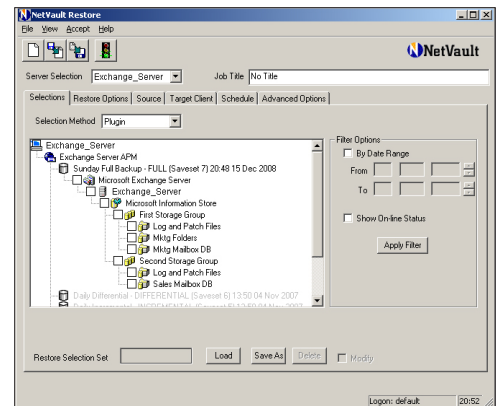 NetVault Restore
File View Accept Help
NetVault
Server Selection Exchange_Server Job Title No Title
Selections Restore Options Source Target Client Schedule Advanced Options
Selection Method Plugin
Exchange_Server
Exchange Server APM
Sunday Full Backup - FULL (Saveset 7) 20:48 15 Dec 2008
Microsoft Exchange Server
Exchange_Server
Microsoft Information Store
First Storage Group
Log and Patch Files
Mktg Folders
Mktg Mailbox DB
Second Storage Group
Log and Patch Files
Sales Mailbox DB
Daily Differential - DIFFERENTIAL (Saveset 6) 13:50 04 Nov 2007
Filter Options
By Date Range
From
To
Show On-line Status
Apply Filter
Restore Selection Set Load Save As Delete Modify
Logon: default 20:52